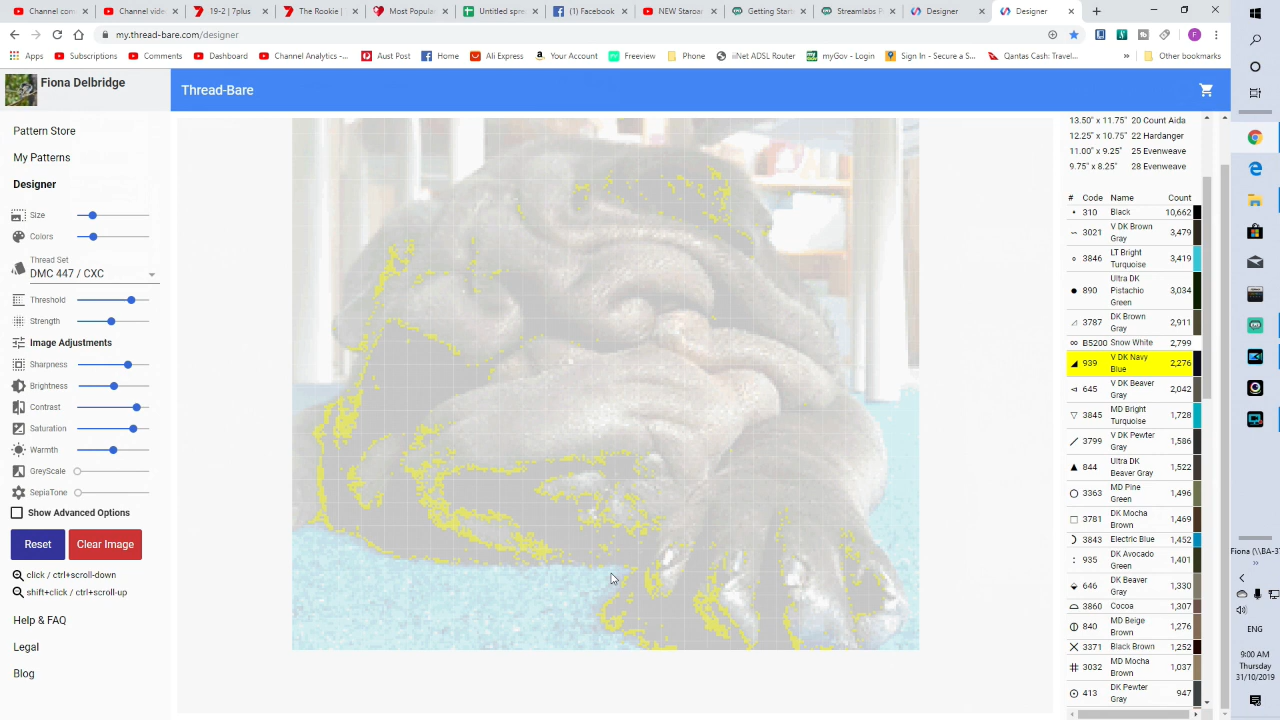 Channel con
Channel vide
19-2 | 7plus
The Rookie |
Most Popula
Untitled spre
(1) Facebook
NEW Staroar
Getting Starte
Streamlabs P
Designer
Designer
my.thread-bare.com/designer
Apps
Subscriptions
Comments
Dashboard
Channel Analytics -...
Aust Post
Home
Ali Express
Your Account
Freeview
Phone
iiNet ADSL Router
myGov - Login
Sign In - Secure a S...
Qantas Cash: Travel...
Other bookmarks
Fiona Delbridge
Thread-Bare
Pattern Store
My Patterns
Designer
Size
Colors
Thread Set
DMC 447 / CXC
Threshold
Strength
Image Adjustments
Sharpness
Brightness
Contrast
Saturation
Warmth
GreyScale
SepiaTone
Show Advanced Options
Reset
Clear Image
click / ctrl+scroll-down
shift+click / ctrl+scroll-up
Help & FAQ
Legal
Blog
13.50" x 11.75" 20 Count Aida
12.25" x 10.75" 22 Hardanger
11.00" x 9.25" 25 Evenweave
9.75" x 8.25" 28 Evenweave
# Code Name Count
310 Black 10,662
3021 V DK Brown Gray 3,479
3846 LT Bright Turquoise 3,419
890 Ultra DK Pistachio Green 3,034
3787 DK Brown Gray 2,911
B5200 Snow White 2,799
939 V DK Navy Blue 2,276
645 V DK Beaver Gray 2,042
3845 MD Bright Turquoise 1,728
3799 V DK Pewter Gray 1,586
844 Ultra DK Beaver Gray 1,522
3363 MD Pine Green 1,496
3781 DK Mocha Brown 1,469
3843 Electric Blue 1,452
935 DK Avocado Green 1,401
646 DK Beaver Gray 1,330
3860 Cocoa 1,307
840 MD Beige Brown 1,276
3371 Black Brown 1,252
3032 MD Mocha Brown 1,037
413 DK Pewter Gray 947
Fiona (\\BA-3
ENG
9:00 AM
Thursday
31/10/2019